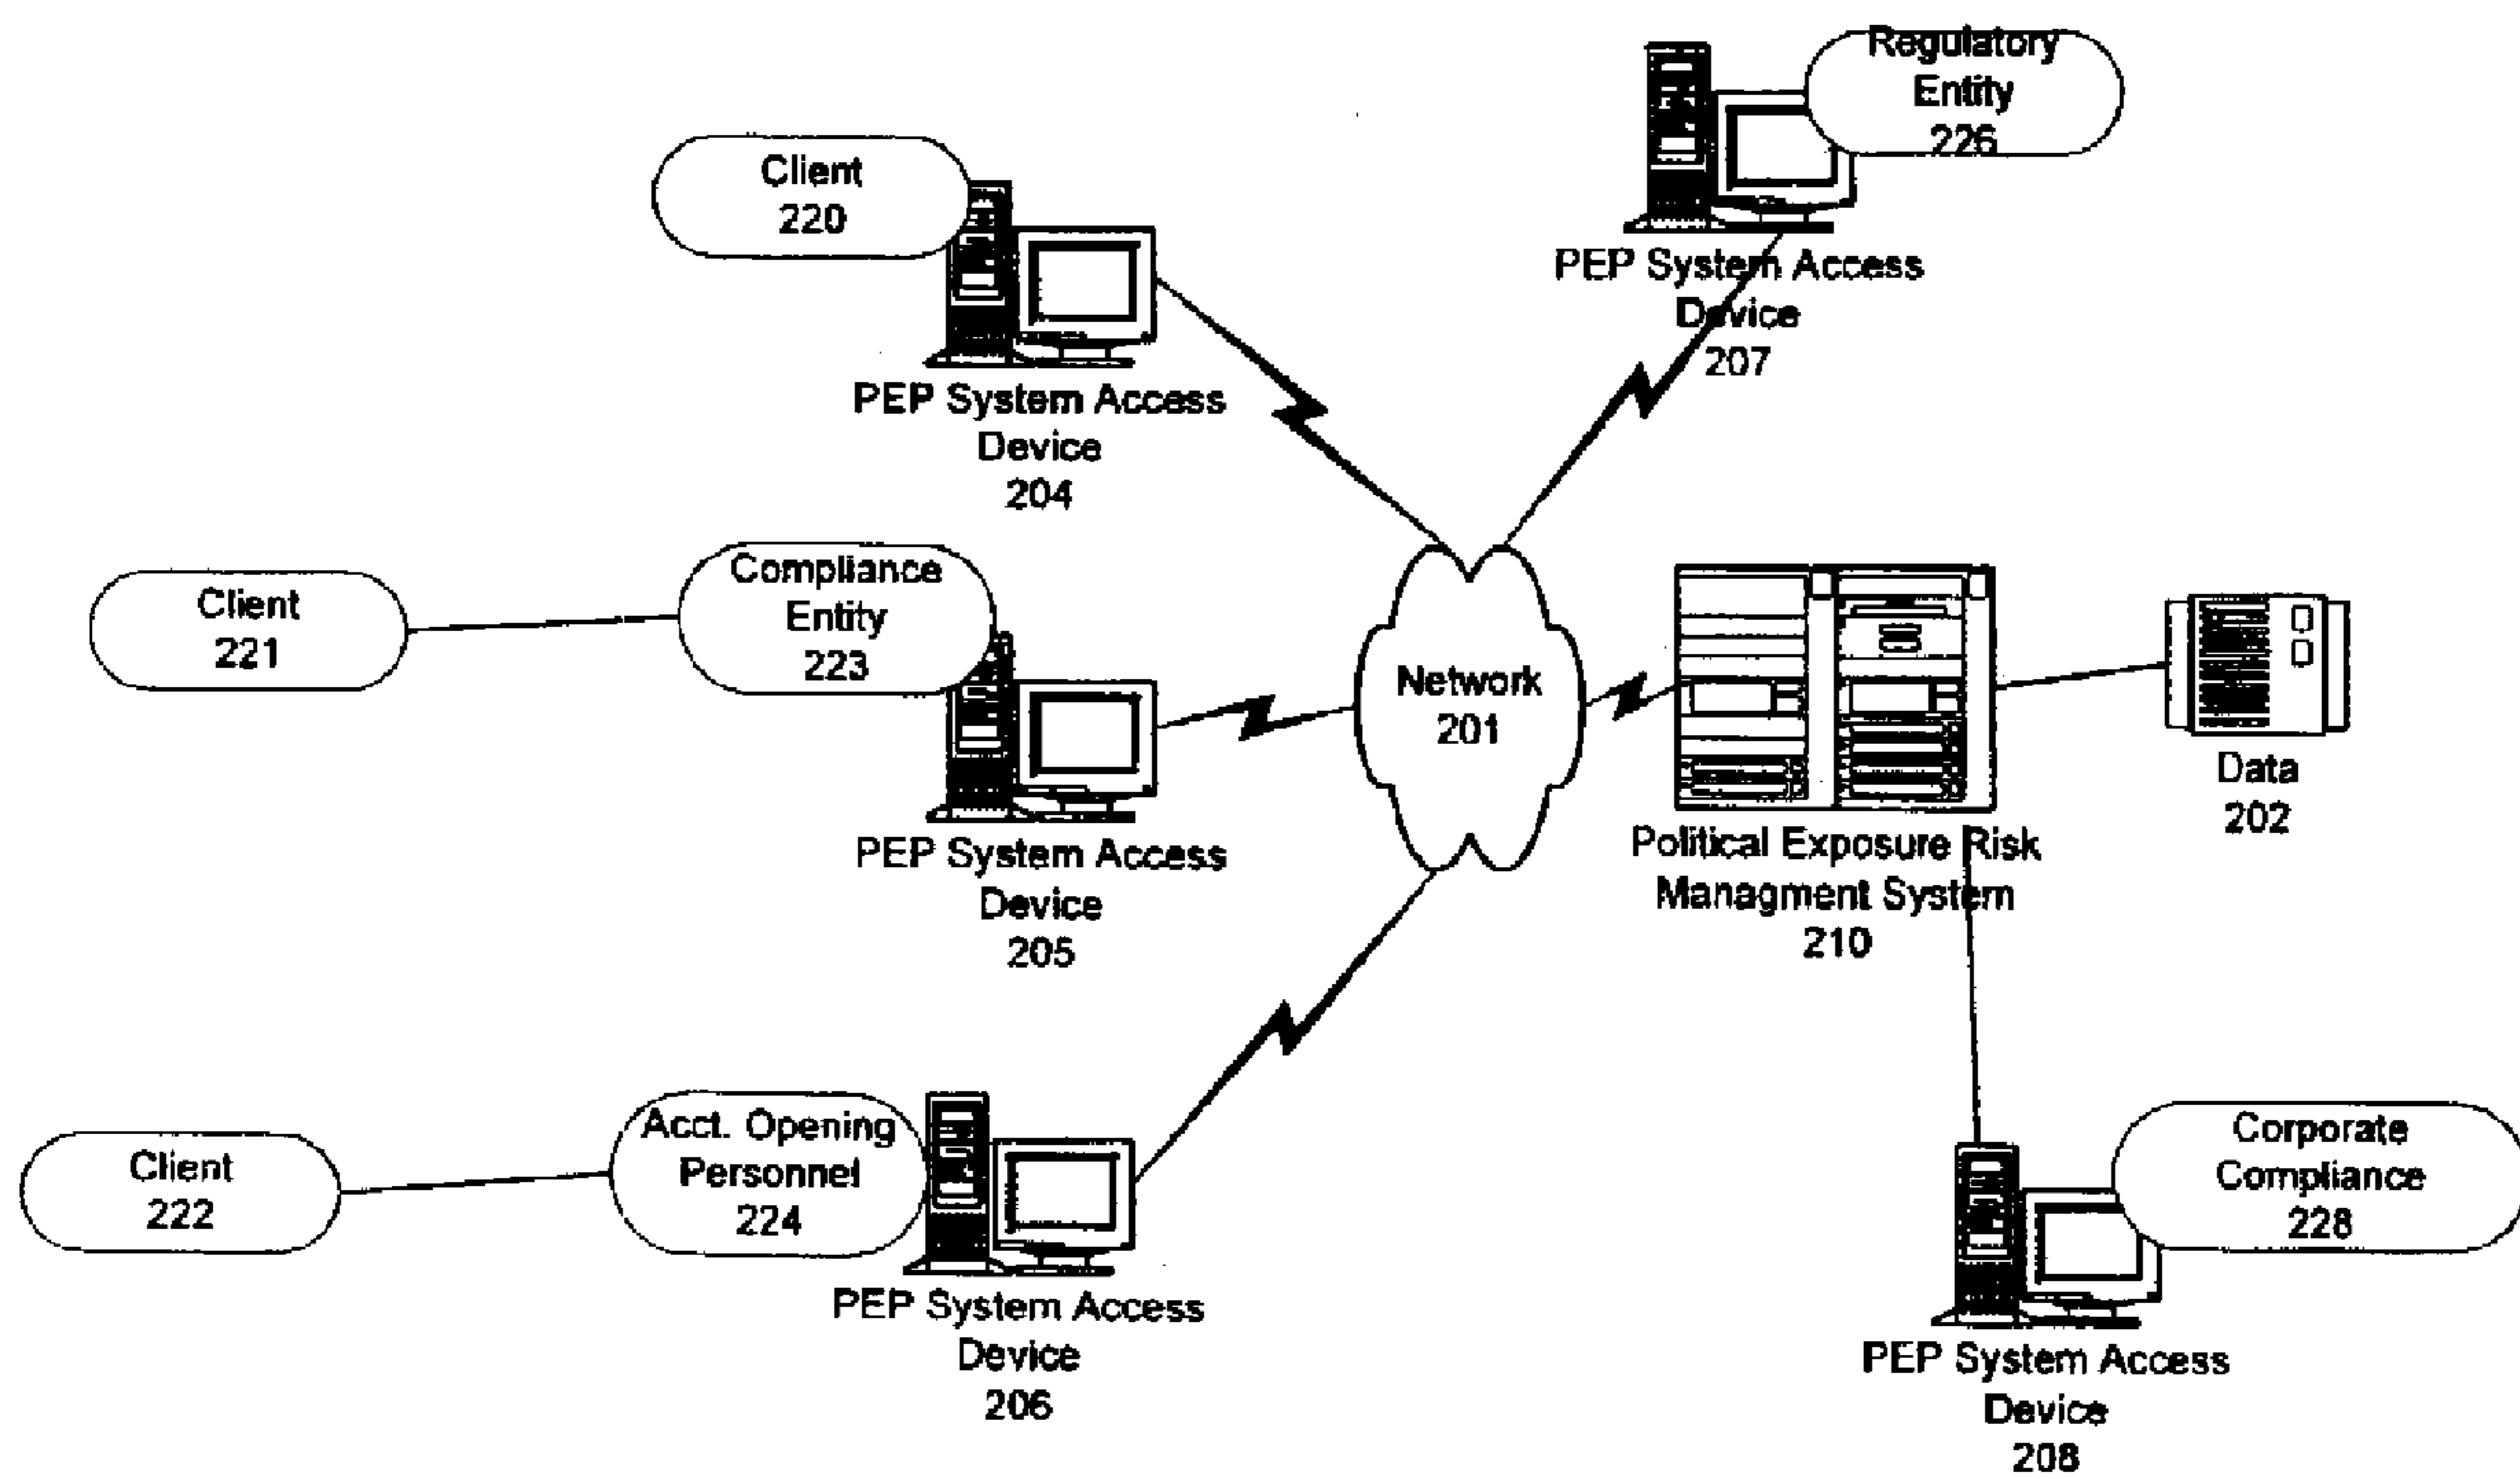 Regulatory
Entity
226
Client
220
PEP System Access
Device
207
PEP System Access
Device
204
Compliance
Entity
223
Client
221
Network
201
Data
202
PEP System Access
Device
205
Political Exposure Risk
Managment System
210
Acct. Opening
Personnel
224
Client
222
Corporate
Compliance
228
PEP System Access
Device
206
PEP System Access
Device
208